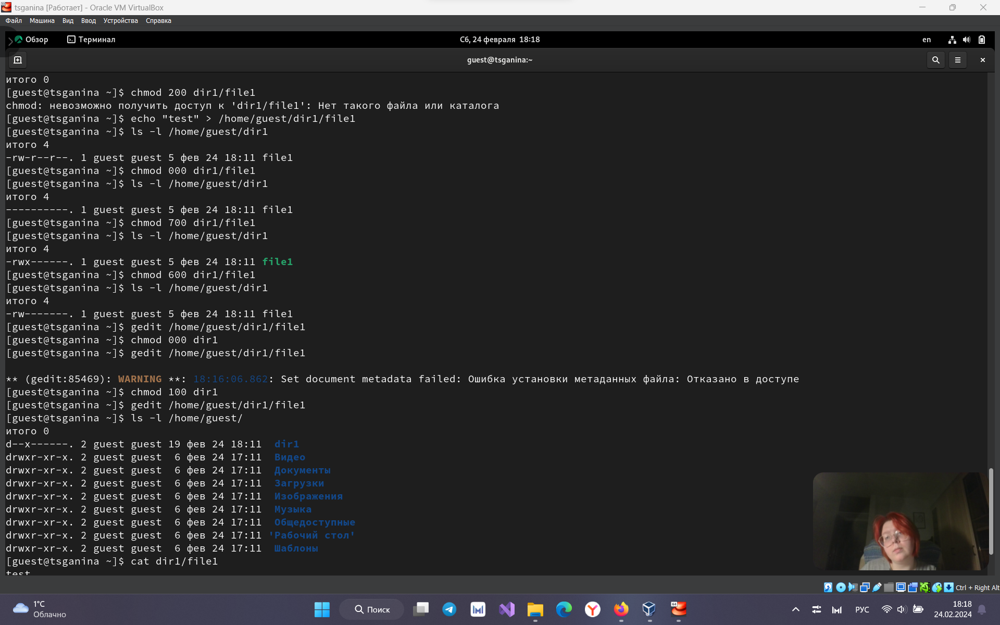 tsganina [Работает] - Oracle VM VirtualBox
Файл Машина Вид Ввод Устройства Справка
Обзор Терминал Сб, 24 февраля 18:18 en
guest@tsganina:~
итого 0
[guest@tsganina ~]$ chmod 200 dir1/file1
chmod: невозможно получить доступ к 'dir1/file1': Нет такого файла или каталога
[guest@tsganina ~]$ echo "test" > /home/guest/dir1/file1
[guest@tsganina ~]$ ls -l /home/guest/dir1
итого 4
-rw-r--r--. 1 guest guest 5 фев 24 18:11 file1
[guest@tsganina ~]$ chmod 000 dir1/file1
[guest@tsganina ~]$ ls -l /home/guest/dir1
итого 4
----------. 1 guest guest 5 фев 24 18:11 file1
[guest@tsganina ~]$ chmod 700 dir1/file1
[guest@tsganina ~]$ ls -l /home/guest/dir1
итого 4
-rwx------. 1 guest guest 5 фев 24 18:11 file1
[guest@tsganina ~]$ chmod 600 dir1/file1
[guest@tsganina ~]$ ls -l /home/guest/dir1
итого 4
-rw-------. 1 guest guest 5 фев 24 18:11 file1
[guest@tsganina ~]$ gedit /home/guest/dir1/file1
[guest@tsganina ~]$ chmod 000 dir1
[guest@tsganina ~]$ gedit /home/guest/dir1/file1
** (gedit:85469): WARNING **: 18:16:06.862: Set document metadata failed: Ошибка установки метаданных файла: Отказано в доступе
[guest@tsganina ~]$ chmod 100 dir1
[guest@tsganina ~]$ gedit /home/guest/dir1/file1
[guest@tsganina ~]$ ls -l /home/guest/
итого 0
d--x------. 2 guest guest 19 фев 24 18:11 dir1
drwxr-xr-x. 2 guest guest 6 фев 24 17:11 Видео
drwxr-xr-x. 2 guest guest 6 фев 24 17:11 Документы
drwxr-xr-x. 2 guest guest 6 фев 24 17:11 Загрузки
drwxr-xr-x. 2 guest guest 6 фев 24 17:11 Изображения
drwxr-xr-x. 2 guest guest 6 фев 24 17:11 Музыка
drwxr-xr-x. 2 guest guest 6 фев 24 17:11 Общедоступные
drwxr-xr-x. 2 guest guest 6 фев 24 17:11 'Рабочий стол'
drwxr-xr-x. 2 guest guest 6 фев 24 17:11 Шаблоны
[guest@tsganina ~]$ cat dir1/file1
test
Ctrl + Right Alt
1°C
Облачно
Поиск
РУС
18:18
24.02.2024